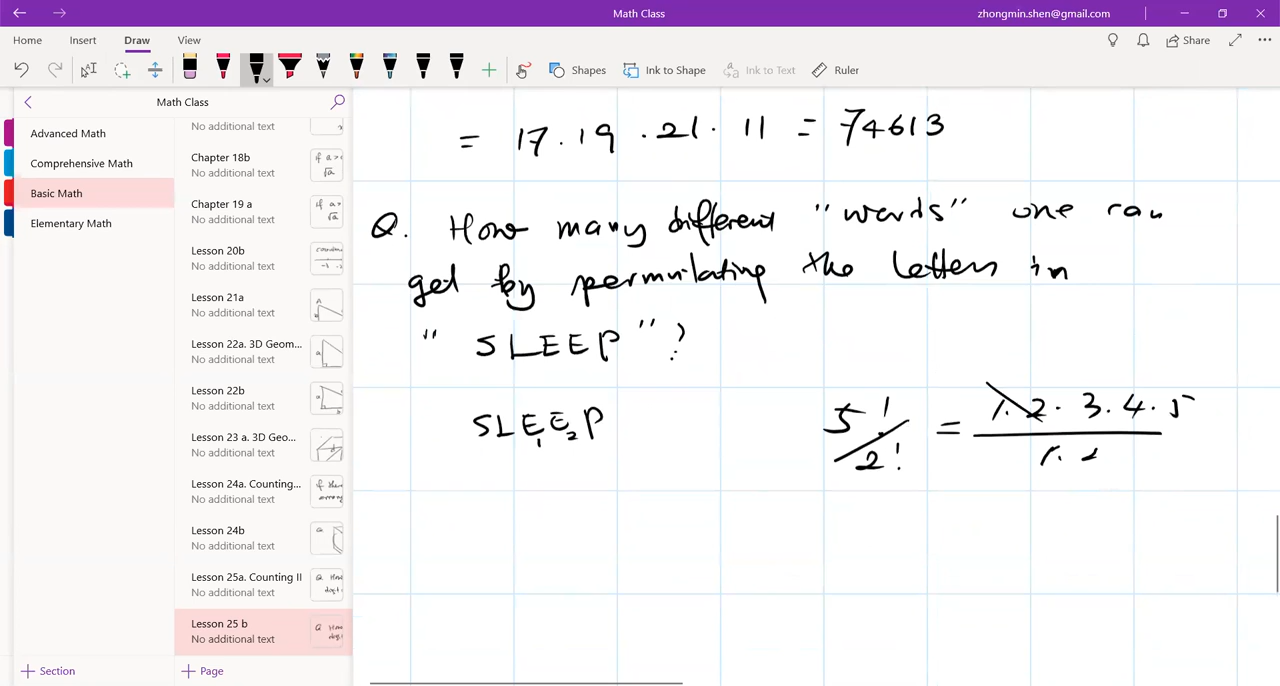 Math Class
zhongmin.shen@gmail.com
Home
Insert
Draw
View
Share
Shapes
Ink to Shape
Ink to Text
Ruler
Math Class
Advanced Math
Comprehensive Math
Basic Math
Elementary Math
No additional text
Chapter 18b
No additional text
Chapter 19 a
No additional text
Lesson 20b
No additional text
Lesson 21a
No additional text
Lesson 22a. 3D Geom...
No additional text
Lesson 22b
No additional text
Lesson 23 a. 3D Geo...
No additional text
Lesson 24a. Counting...
No additional text
Lesson 24b
No additional text
Lesson 25a. Counting II
No additional text
Lesson 25 b
No additional text
Section
Page
= 17 · 19 · 21 · 11 = 74613
Q. How many different "words" one can
get by permutating the letters in
"SLEEP"?
SLE₁E₂P 5!/2! = 1·2·3·4·5/1·2